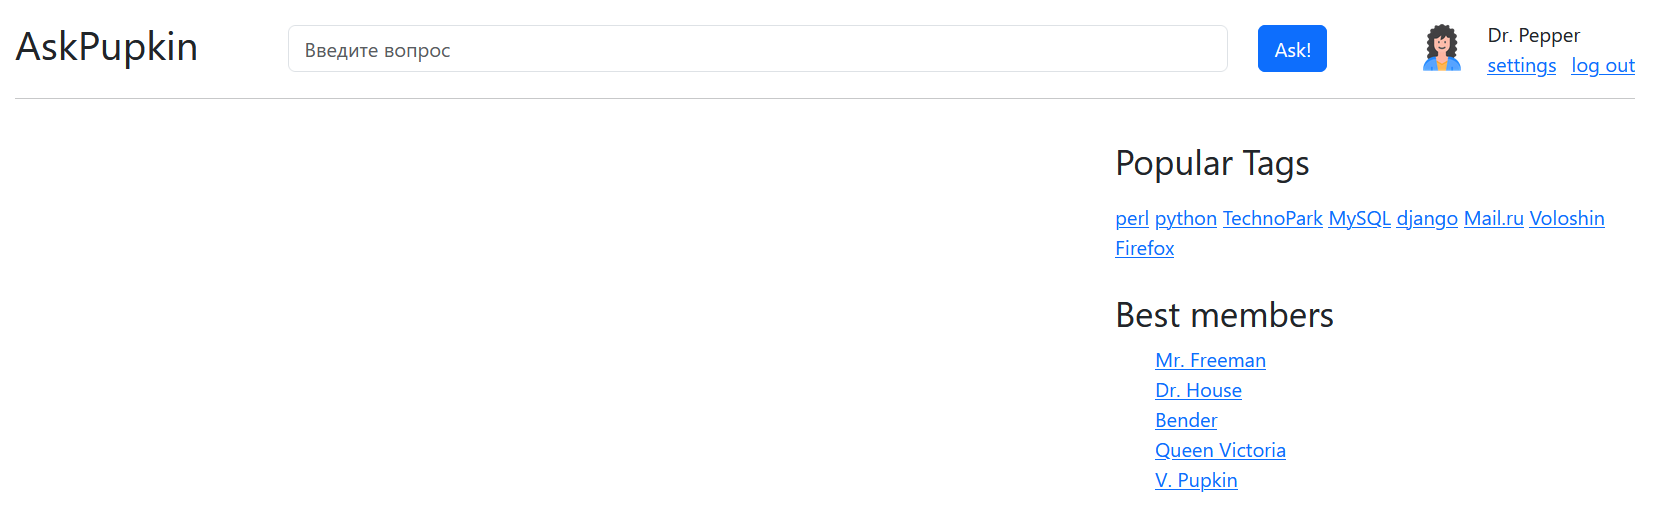 AskPupkin
Введите вопрос
Ask!
Dr. Pepper
settings log out
Popular Tags
perl python TechnoPark MySQL django Mail.ru Voloshin
Firefox
Best members
Mr. Freeman
Dr. House
Bender
Queen Victoria
V. Pupkin